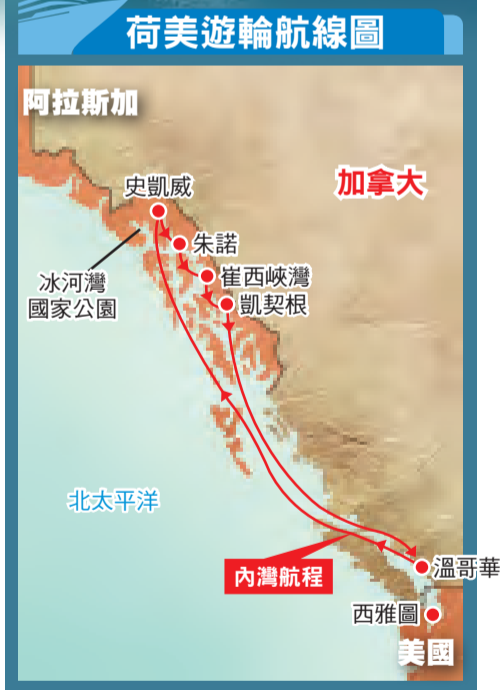 荷美遊輪航線圖
阿拉斯加
加拿大
史凱威
朱諾
冰河灣
國家公園
崔西峽灣
凱契根
北太平洋
內灣航程
溫哥華
西雅圖
美國